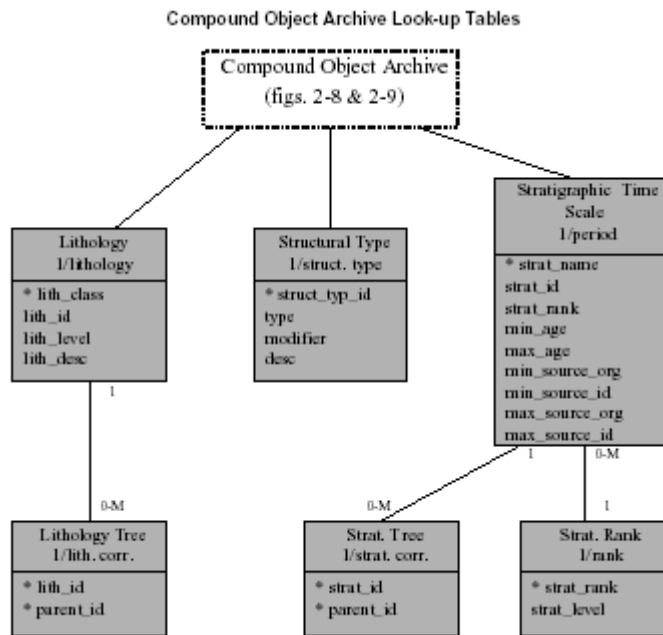 Compound Object Archive Look-up Tables
Compound Object Archive
(figs. 2-8 & 2-9)
Lithology
1/lithology
* lith_class
lith_id
lith_level
lith_desc
Structural Type
1/struct. type
* struct_typ_id
type
modifier
desc
Stratigraphic Time
Scale
1/period
* strat_name
strat_id
strat_rank
min_age
max_age
min_source_org
min_source_id
max_source_org
max_source_id
1
1
0-M
0-M
0-M
1
Lithology Tree
1/lith. corr.
* lith_id
* parent_id
Strat. Tree
1/strat. corr.
* strat_id
* parent_id
Strat. Rank
1/rank
* strat_rank
strat_level